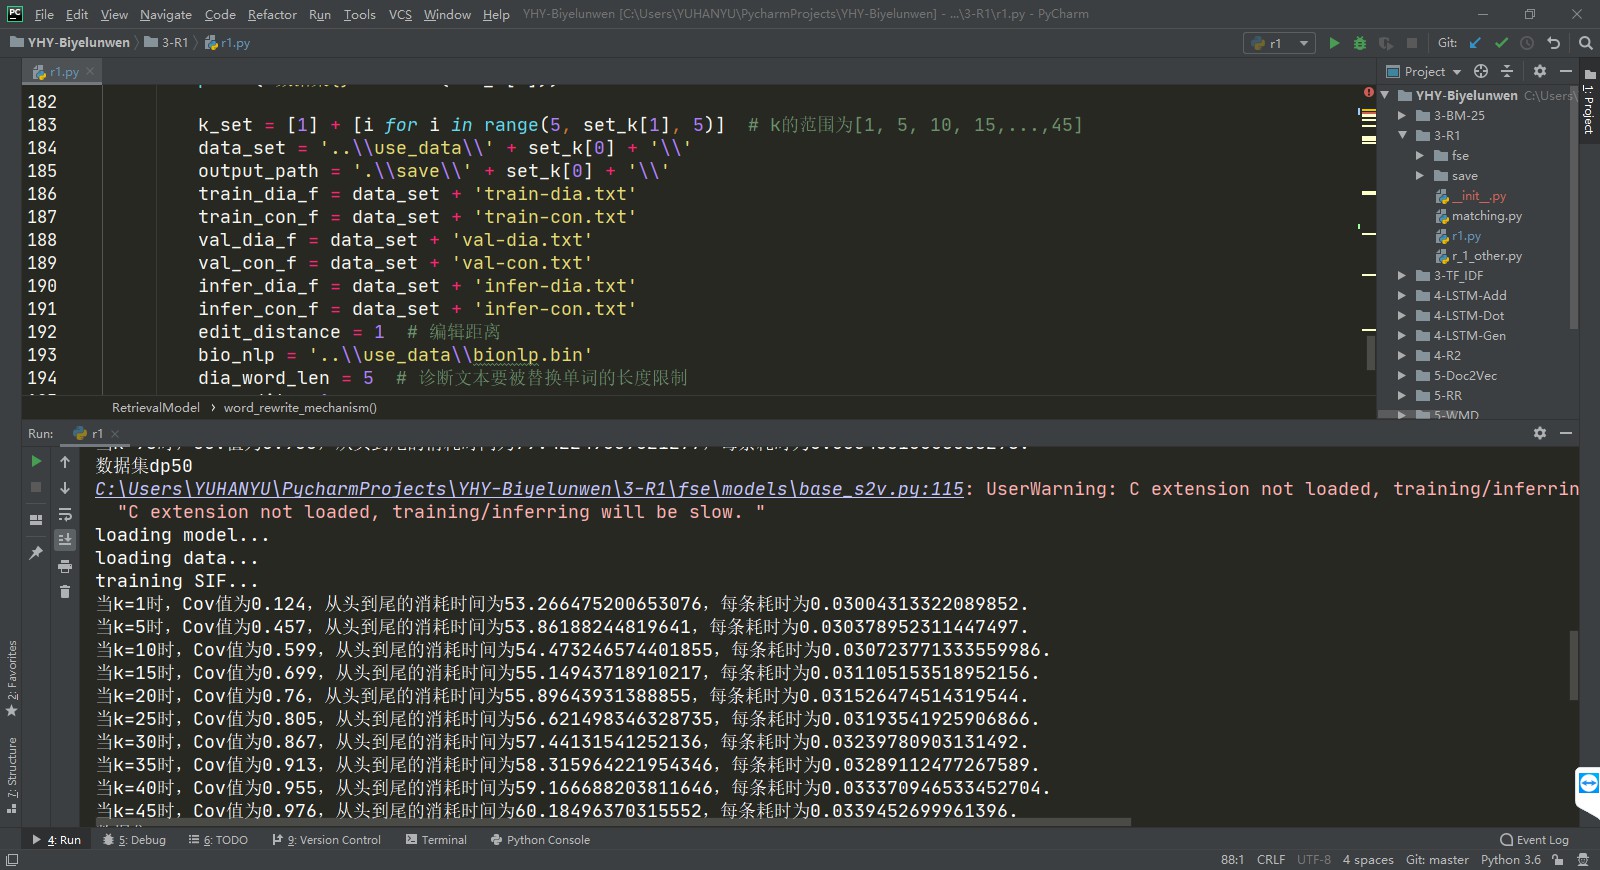 File Edit View Navigate Code Refactor Run Tools VCS Window Help YHY-Biyelunwen [C:\Users\YUHANYU\PycharmProjects\YHY-Biyelunwen] - ...\3-R1\r1.py - PyCharm
YHY-Biyelunwen 3-R1 r1.py
r1 Git:
r1.py
182
183 k_set = [1] + [i for i in range(5, set_k[1], 5)] # k的范围为[1, 5, 10, 15,...,45]
184 data_set = '..\\use_data\\' + set_k[0] + '\\'
185 output_path = '.\\save\\' + set_k[0] + '\\'
186 train_dia_f = data_set + 'train-dia.txt'
187 train_con_f = data_set + 'train-con.txt'
188 val_dia_f = data_set + 'val-dia.txt'
189 val_con_f = data_set + 'val-con.txt'
190 infer_dia_f = data_set + 'infer-dia.txt'
191 infer_con_f = data_set + 'infer-con.txt'
192 edit_distance = 1 # 编辑距离
193 bio_nlp = '..\\use_data\\bionlp.bin'
194 dia_word_len = 5 # 诊断文本要被替换单词的长度限制
RetrievalModel › word_rewrite_mechanism()
Project
YHY-Biyelunwen C:\Users\
3-BM-25
3-R1
fse
save
__init__.py
matching.py
r1.py
r_1_other.py
3-TF_IDF
4-LSTM-Add
4-LSTM-Dot
4-LSTM-Gen
4-R2
5-Doc2Vec
5-RR
5-WMD
1: Project
Run: r1
数据集dp50
C:\Users\YUHANYU\PycharmProjects\YHY-Biyelunwen\3-R1\fse\models\base_s2v.py:115: UserWarning: C extension not loaded, training/inferrin
"C extension not loaded, training/inferring will be slow. "
loading model...
loading data...
training SIF...
当k=1时，Cov值为0.124，从头到尾的消耗时间为53.266475200653076，每条耗时为0.03004313322089852.
当k=5时，Cov值为0.457，从头到尾的消耗时间为53.86188244819641，每条耗时为0.030378952311447497.
当k=10时，Cov值为0.599，从头到尾的消耗时间为54.473246574401855，每条耗时为0.030723771333559986.
当k=15时，Cov值为0.699，从头到尾的消耗时间为55.14943718910217，每条耗时为0.031105153518952156.
当k=20时，Cov值为0.76，从头到尾的消耗时间为55.89643931388855，每条耗时为0.031526474514319544.
当k=25时，Cov值为0.805，从头到尾的消耗时间为56.621498346328735，每条耗时为0.03193541925906866.
当k=30时，Cov值为0.867，从头到尾的消耗时间为57.44131541252136，每条耗时为0.03239780903131492.
当k=35时，Cov值为0.913，从头到尾的消耗时间为58.315964221954346，每条耗时为0.03289112477267589.
当k=40时，Cov值为0.955，从头到尾的消耗时间为59.166688203811646，每条耗时为0.033370946533452704.
当k=45时，Cov值为0.976，从头到尾的消耗时间为60.18496370315552，每条耗时为0.0339452699961396.
2: Favorites
7: Structure
4: Run 5: Debug 6: TODO 9: Version Control Terminal Python Console Event Log
88:1 CRLF UTF-8 4 spaces Git: master Python 3.6